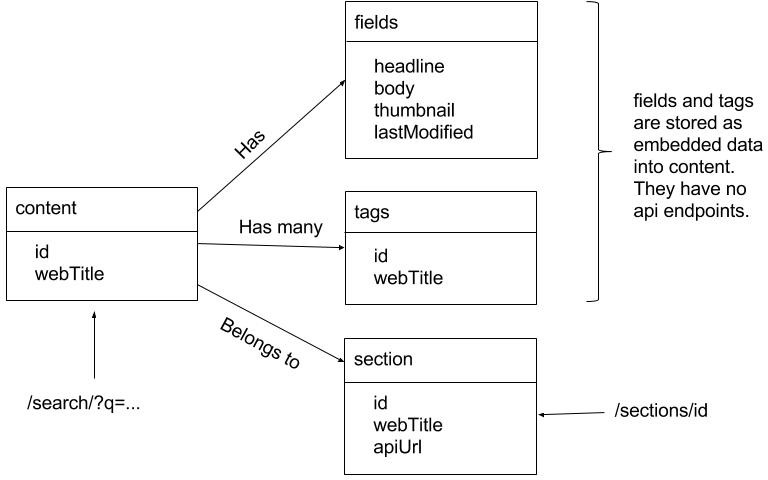 fields
headline
body
thumbnail
lastModified
fields and tags
are stored as
embedded data
into content.
They have no
api endpoints.
Has
content
id
webTitle
Has many
tags
id
webTitle
Belongs to
section
id
webTitle
apiUrl
/search/?q=...
/sections/id